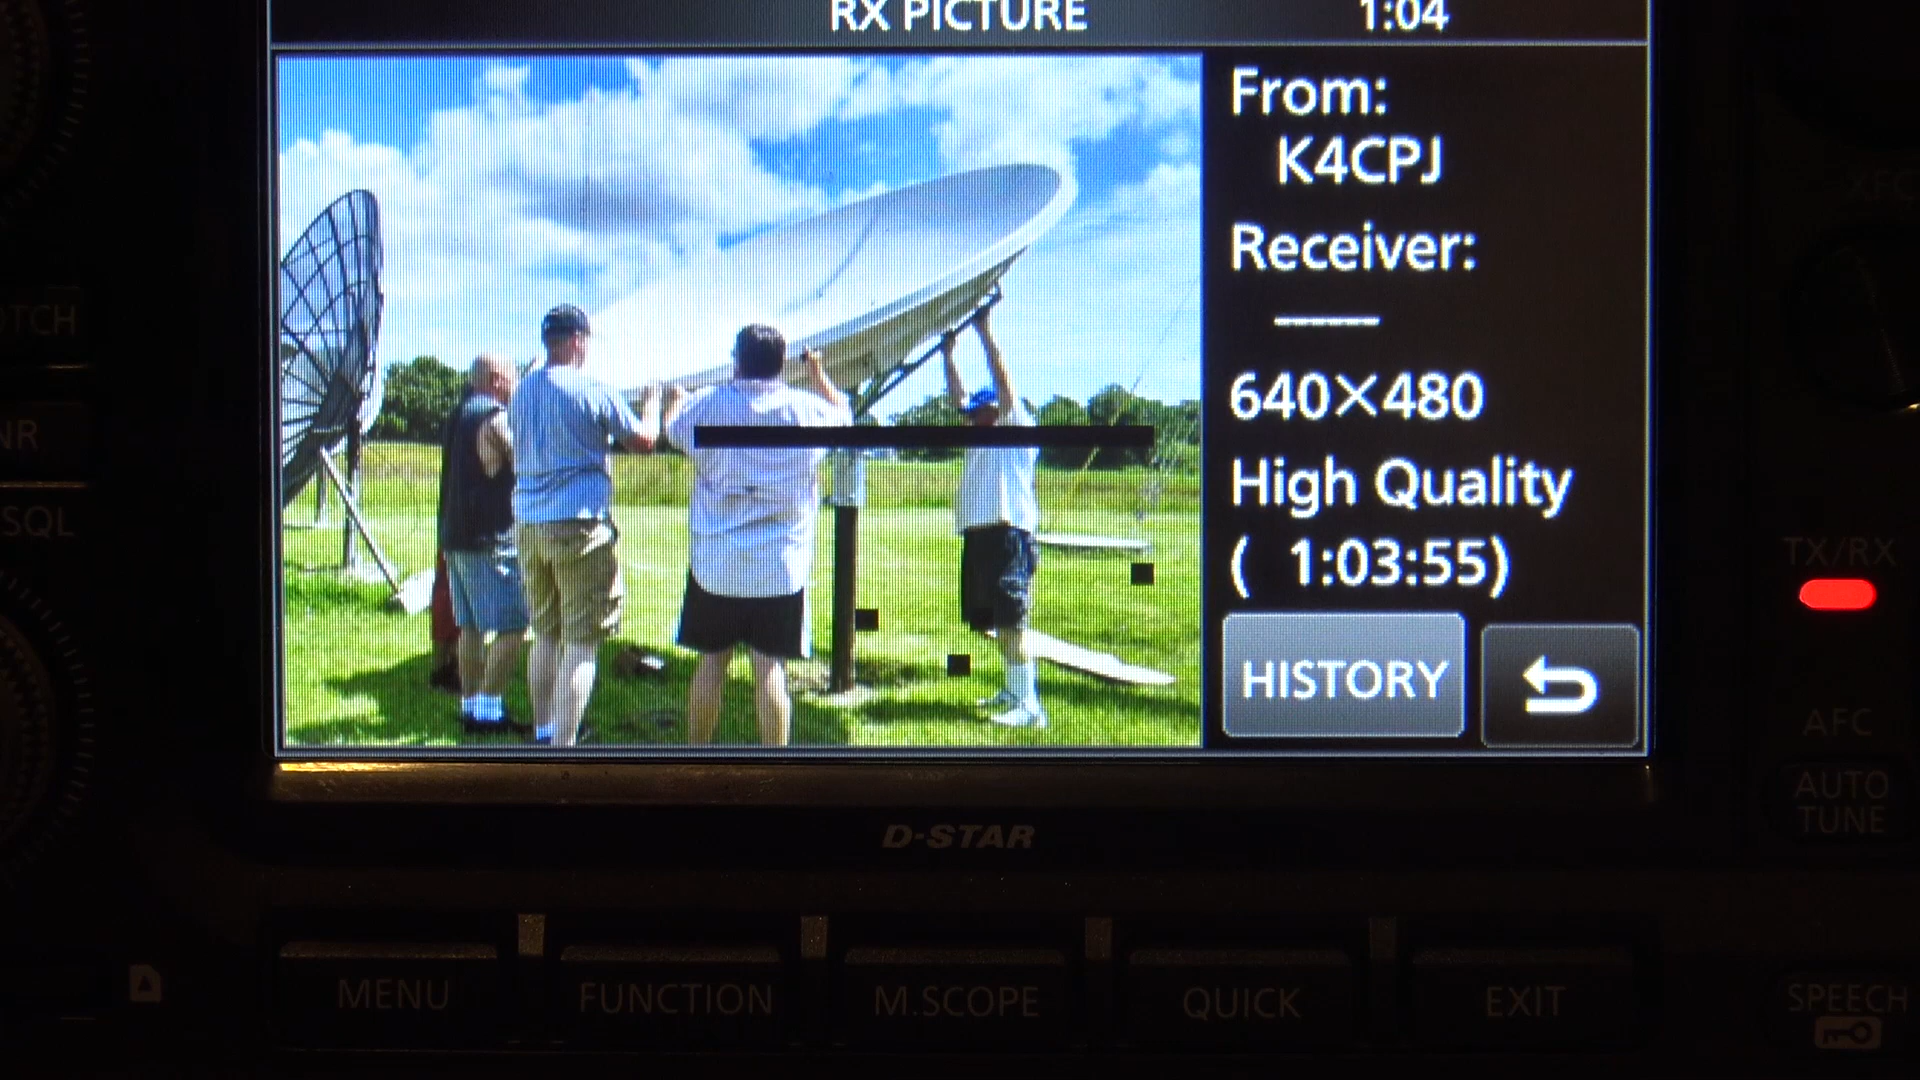 RX PICTURE 1:04
From:
K4CPJ
Receiver:
640×480
High Quality
( 1:03:55)
HISTORY
NR
SQL
TX/RX
AFC
AUTO
TUNE
D-STAR
MENU
FUNCTION
M.SCOPE
QUICK
EXIT
SPEECH